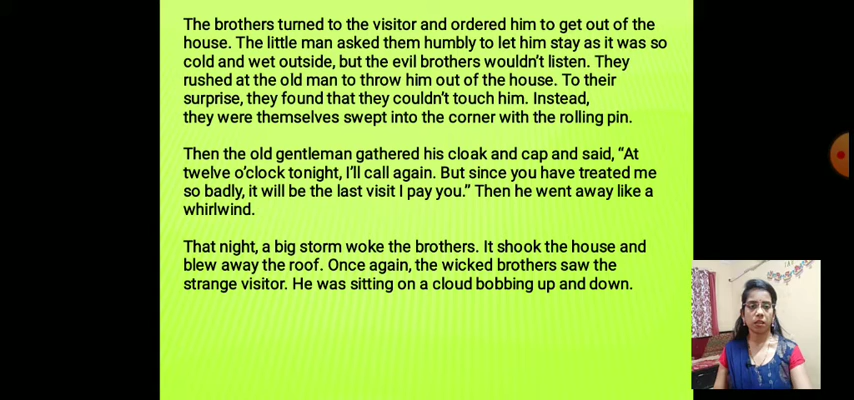 The brothers turned to the visitor and ordered him to get out of the
house. The little man asked them humbly to let him stay as it was so
cold and wet outside, but the evil brothers wouldn't listen. They
rushed at the old man to throw him out of the house. To their
surprise, they found that they couldn't touch him. Instead,
they were themselves swept into the corner with the rolling pin.
Then the old gentleman gathered his cloak and cap and said, “At
twelve o'clock tonight, I'll call again. But since you have treated me
so badly, it will be the last visit I pay you.” Then he went away like a
whirlwind.
That night, a big storm woke the brothers. It shook the house and
blew away the roof. Once again, the wicked brothers saw the
strange visitor. He was sitting on a cloud bobbing up and down.